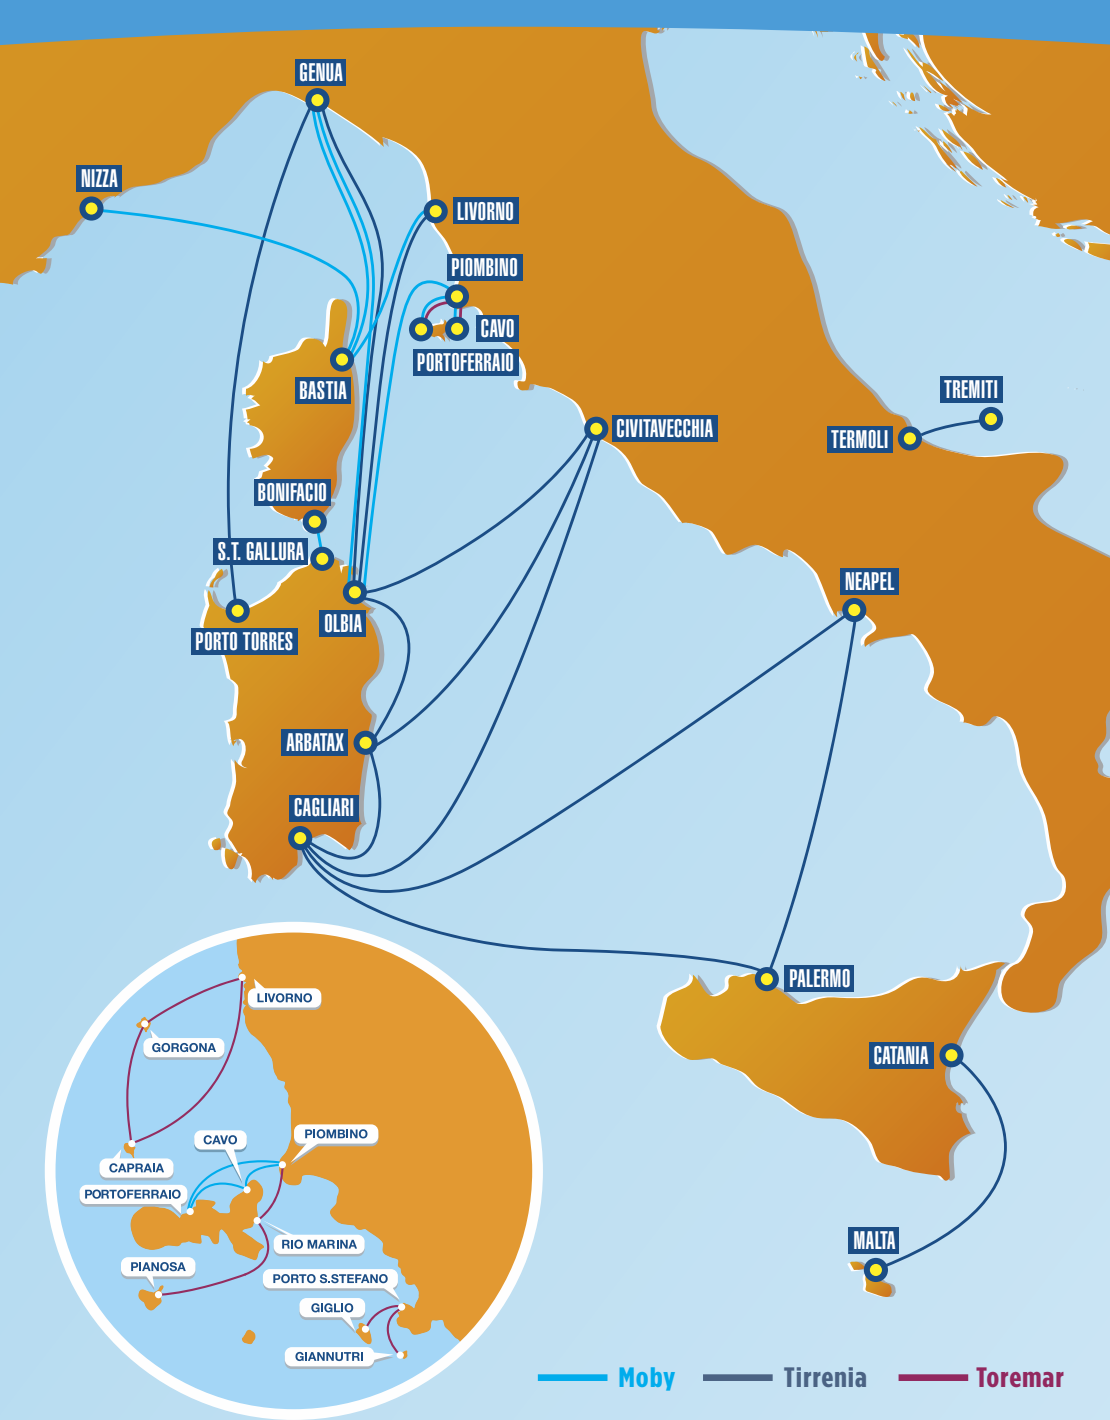 GENUA
NIZZA
LIVORNO
PIOMBINO
CAVO
PORTOFERRAIO
BASTIA
TREMITI
CIVITAVECCHIA
TERMOLI
BONIFACIO
S.T. GALLURA
NEAPEL
OLBIA
PORTO TORRES
ARBATAX
CAGLIARI
PALERMO
LIVORNO
GORGONA
CATANIA
PIOMBINO
CAVO
CAPRAIA
PORTOFERRAIO
RIO MARINA
MALTA
PIANOSA
PORTO S.STEFANO
GIGLIO
GIANNUTRI
Moby Tirrenia Toremar